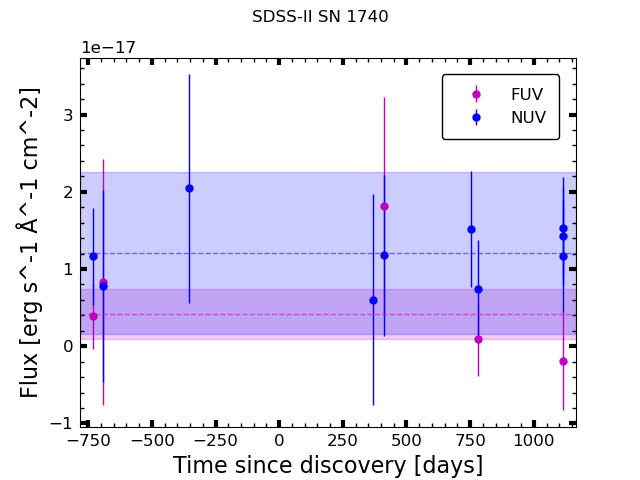 SDSS-II SN 1740
1e−17
FUV
NUV
3
2
1
0
−1
−750
−500
−250
0
250
500
750
1000
Flux [erg s^-1 Å^-1 cm^-2]
Time since discovery [days]